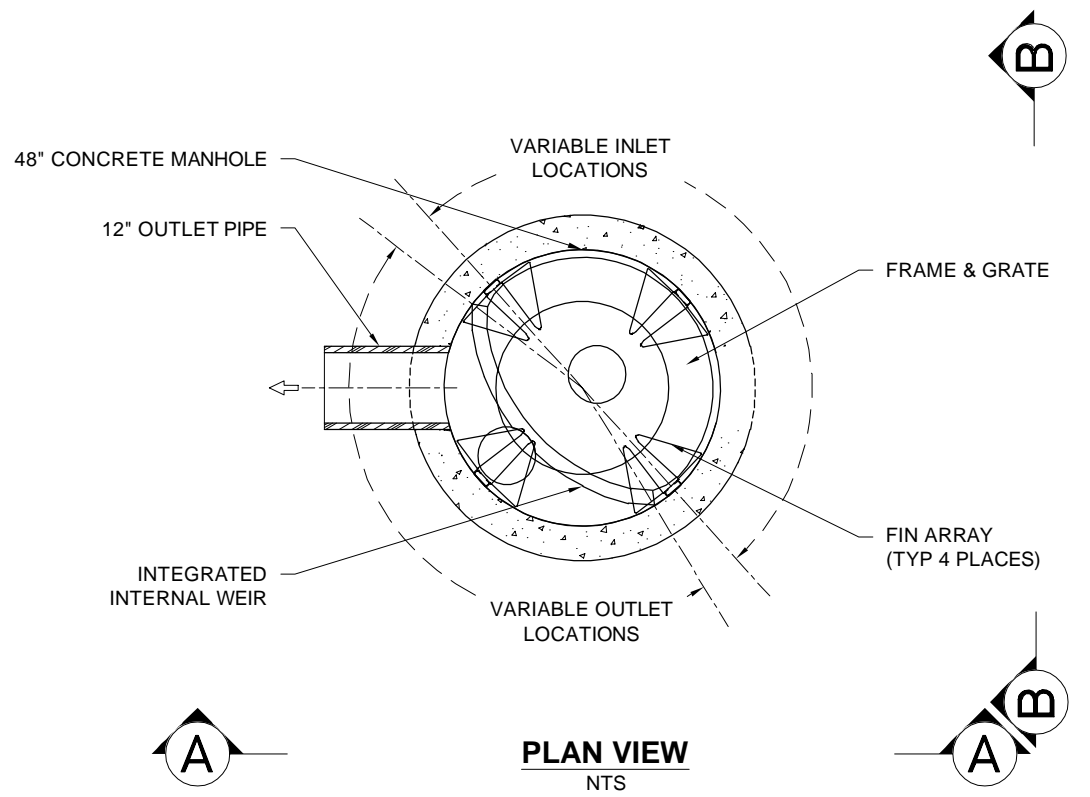 B
VARIABLE INLET
LOCATIONS
48" CONCRETE MANHOLE
12" OUTLET PIPE
FRAME & GRATE
FIN ARRAY
(TYP 4 PLACES)
INTEGRATED
INTERNAL WEIR
VARIABLE OUTLET
LOCATIONS
B
A
A
PLAN VIEW
NTS